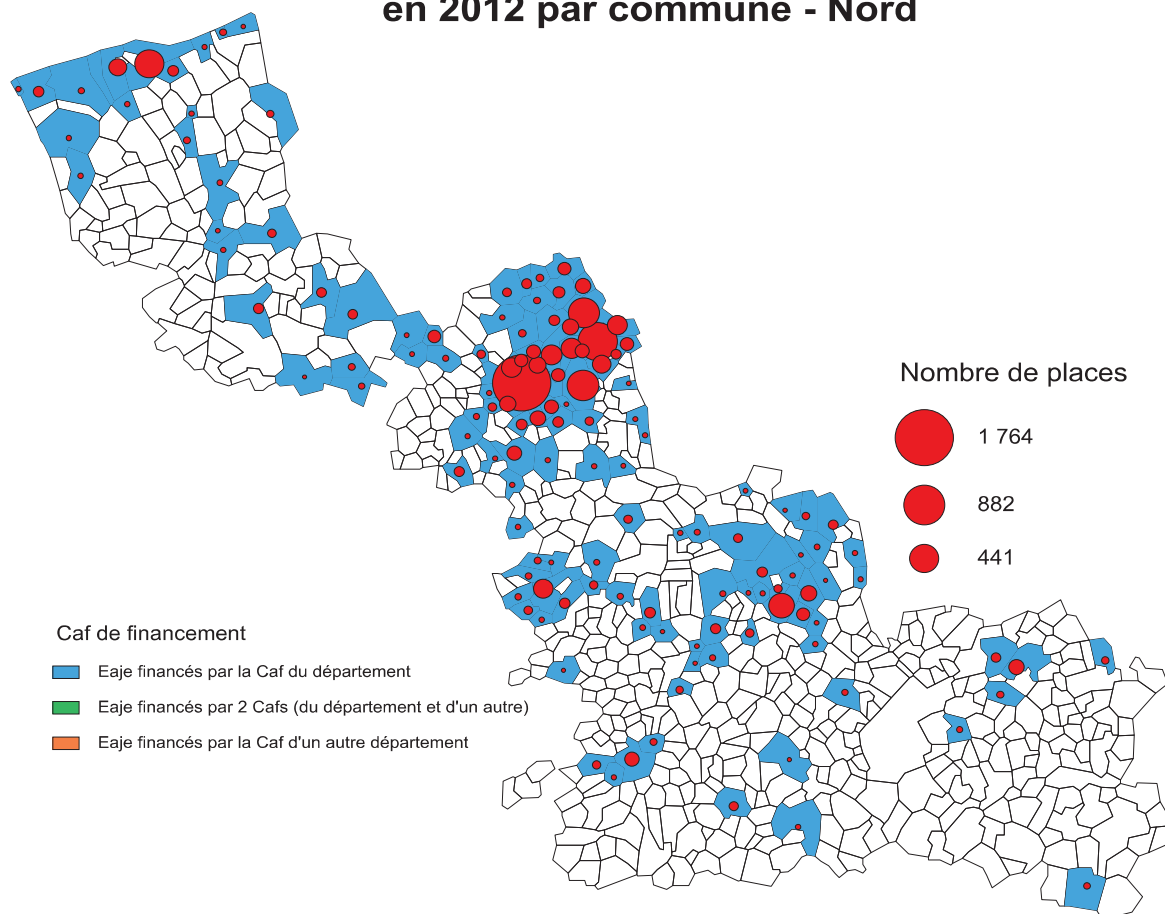 en 2012 par commune - Nord
Nombre de places
1 764
882
441
Caf de financement
Eaje financés par la Caf du département
Eaje financés par 2 Cafs (du département et d'un autre)
Eaje financés par la Caf d'un autre département